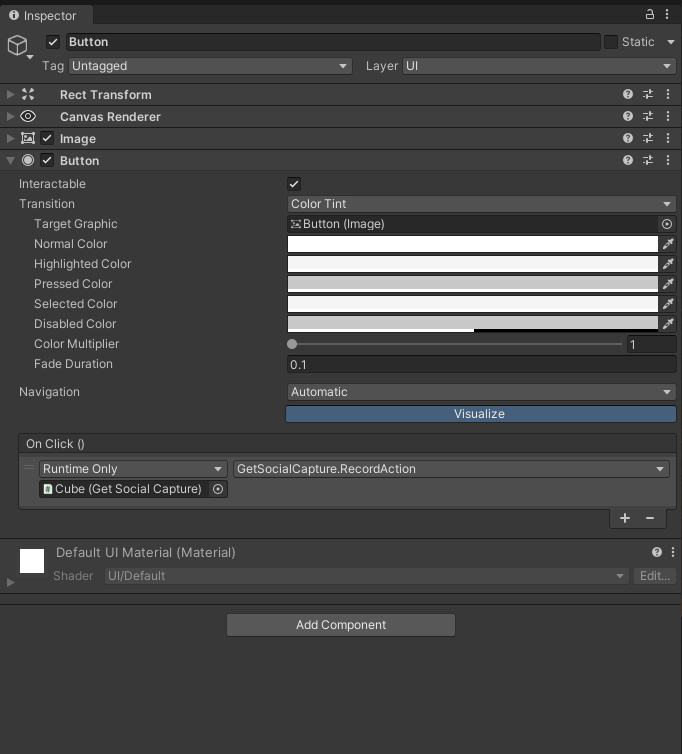 Inspector
Button Static
Tag Untagged Layer UI
Rect Transform
Canvas Renderer
Image
Button
Interactable
Transition Color Tint
Target Graphic Button (Image)
Normal Color
Highlighted Color
Pressed Color
Selected Color
Disabled Color
Color Multiplier 1
Fade Duration 0.1
Navigation Automatic
Visualize
On Click ()
Runtime Only GetSocialCapture.RecordAction
Cube (Get Social Capture)
Default UI Material (Material)
Shader UI/Default Edit...
Add Component